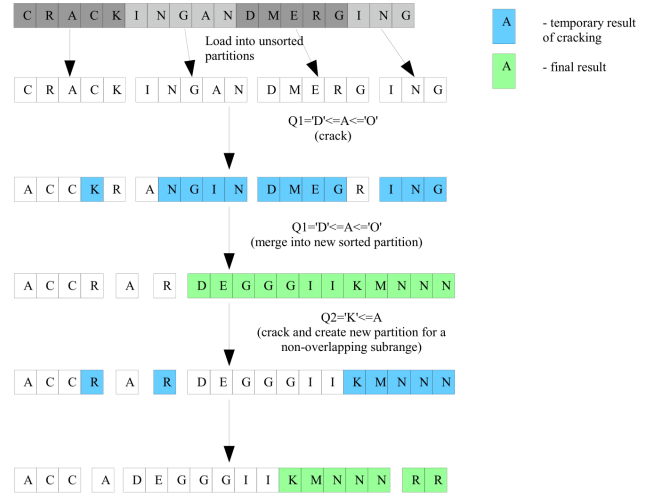 C R A C K I N G A N D M E R G I N G
A - temporary result of cracking
Load into unsorted partitions
A - final result
C R A C K I N G A N D M E R G I N G
Q1='D'<=A<='O'
(crack)
A C C K R A N G I N D M E G R I N G
Q1='D'<=A<='O'
(merge into new sorted partition)
A C C R A R D E G G G I I K M N N N
Q2='K'<=A
(crack and create new partition for a
non-overlapping subrange)
A C C R A R D E G G G I I K M N N N
A C C A D E G G G I I K M N N N R R